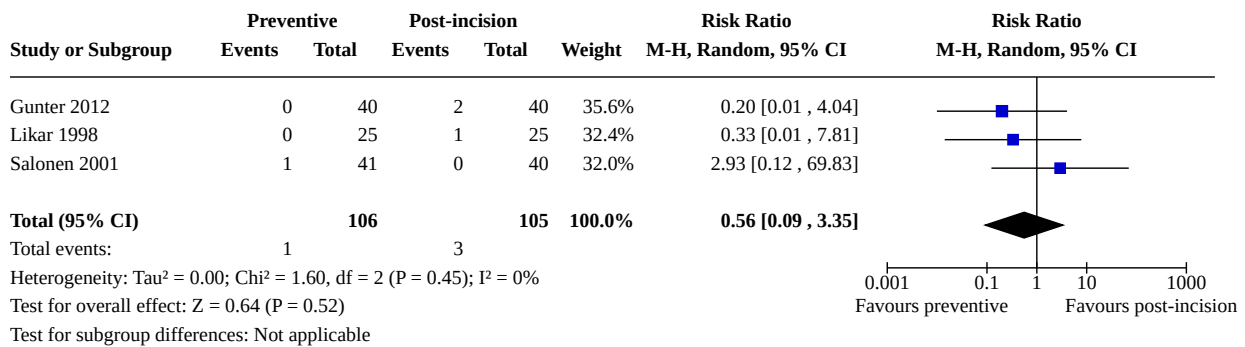 Preventive Post-incision Risk Ratio Risk Ratio
Study or Subgroup Events Total Events Total Weight M-H, Random, 95% CI M-H, Random, 95% CI
Gunter 2012 0 40 2 40 35.6% 0.20 [0.01 , 4.04]
Likar 1998 0 25 1 25 32.4% 0.33 [0.01 , 7.81]
Salonen 2001 1 41 0 40 32.0% 2.93 [0.12 , 69.83]
Total (95% CI) 106 105 100.0% 0.56 [0.09 , 3.35]
Total events: 1 3
Heterogeneity: Tau² = 0.00; Chi² = 1.60, df = 2 (P = 0.45); I² = 0% 0.001 0.1 1 10 1000
Test for overall effect: Z = 0.64 (P = 0.52) Favours preventive Favours post-incision
Test for subgroup differences: Not applicable